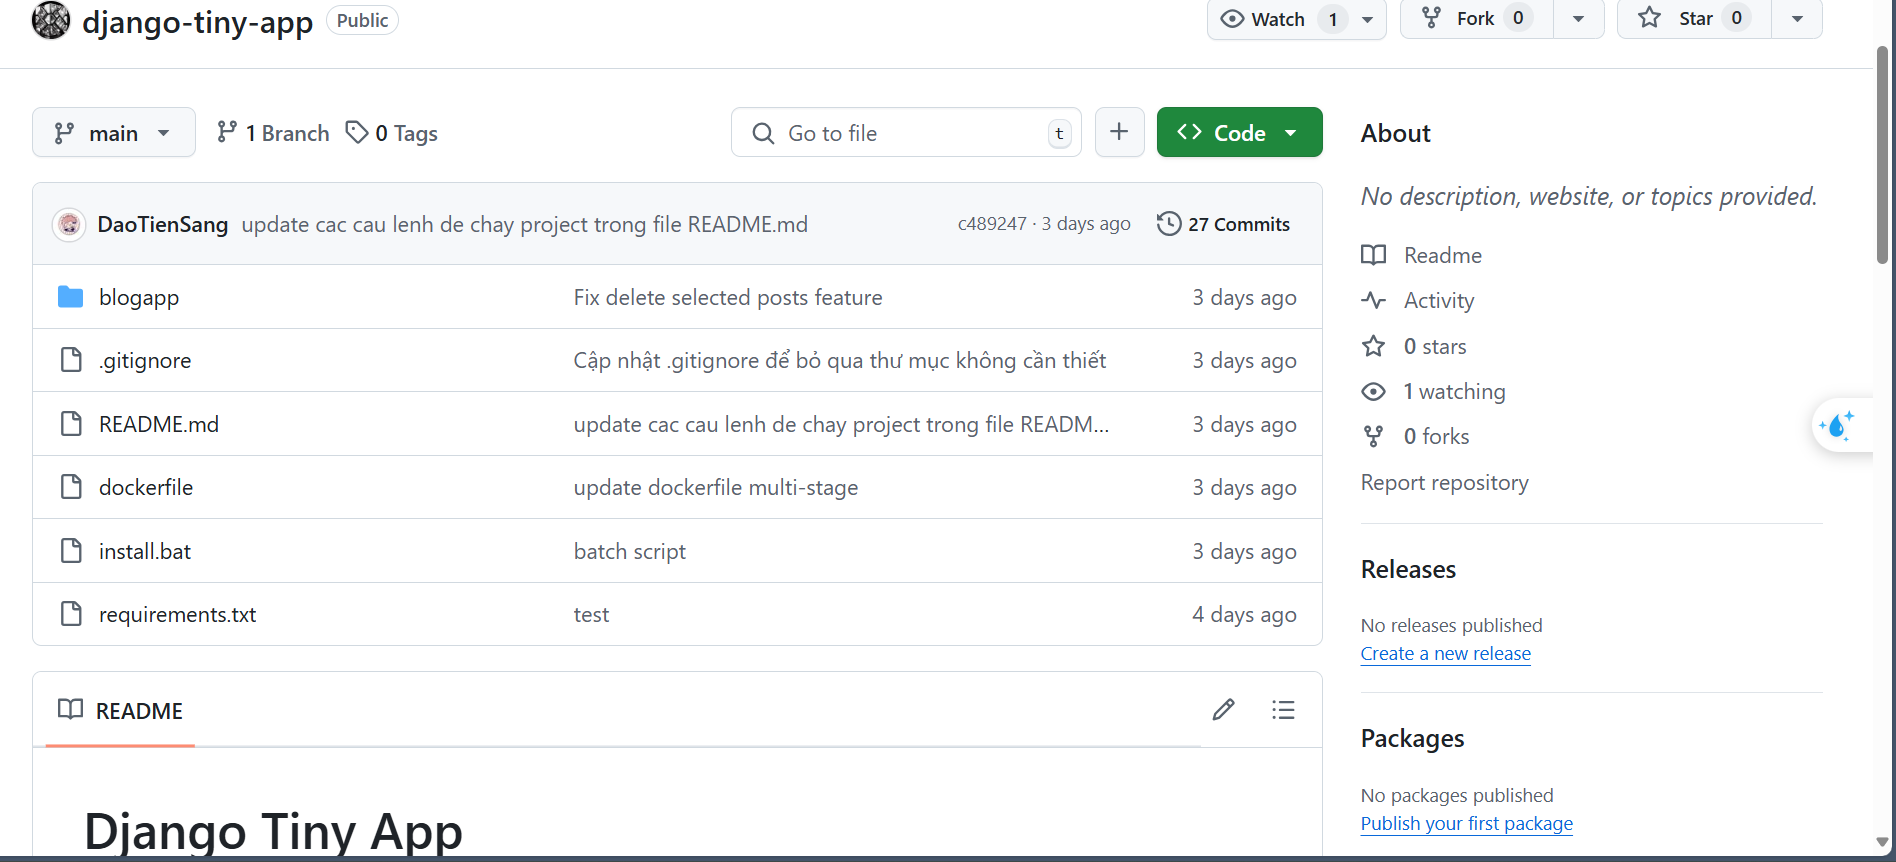 django-tiny-app Public Watch 1 Fork 0 Star 0
main 1 Branch 0 Tags Go to file t + Code
DaoTienSang update cac cau lenh de chay project trong file README.md c489247 · 3 days ago 27 Commits
blogapp Fix delete selected posts feature 3 days ago
.gitignore Cập nhật .gitignore để bỏ qua thư mục không cần thiết 3 days ago
README.md update cac cau lenh de chay project trong file READM... 3 days ago
dockerfile update dockerfile multi-stage 3 days ago
install.bat batch script 3 days ago
requirements.txt test 4 days ago
README
Django Tiny App
About
No description, website, or topics provided.
Readme
Activity
0 stars
1 watching
0 forks
Report repository
Releases
No releases published
Create a new release
Packages
No packages published
Publish your first package